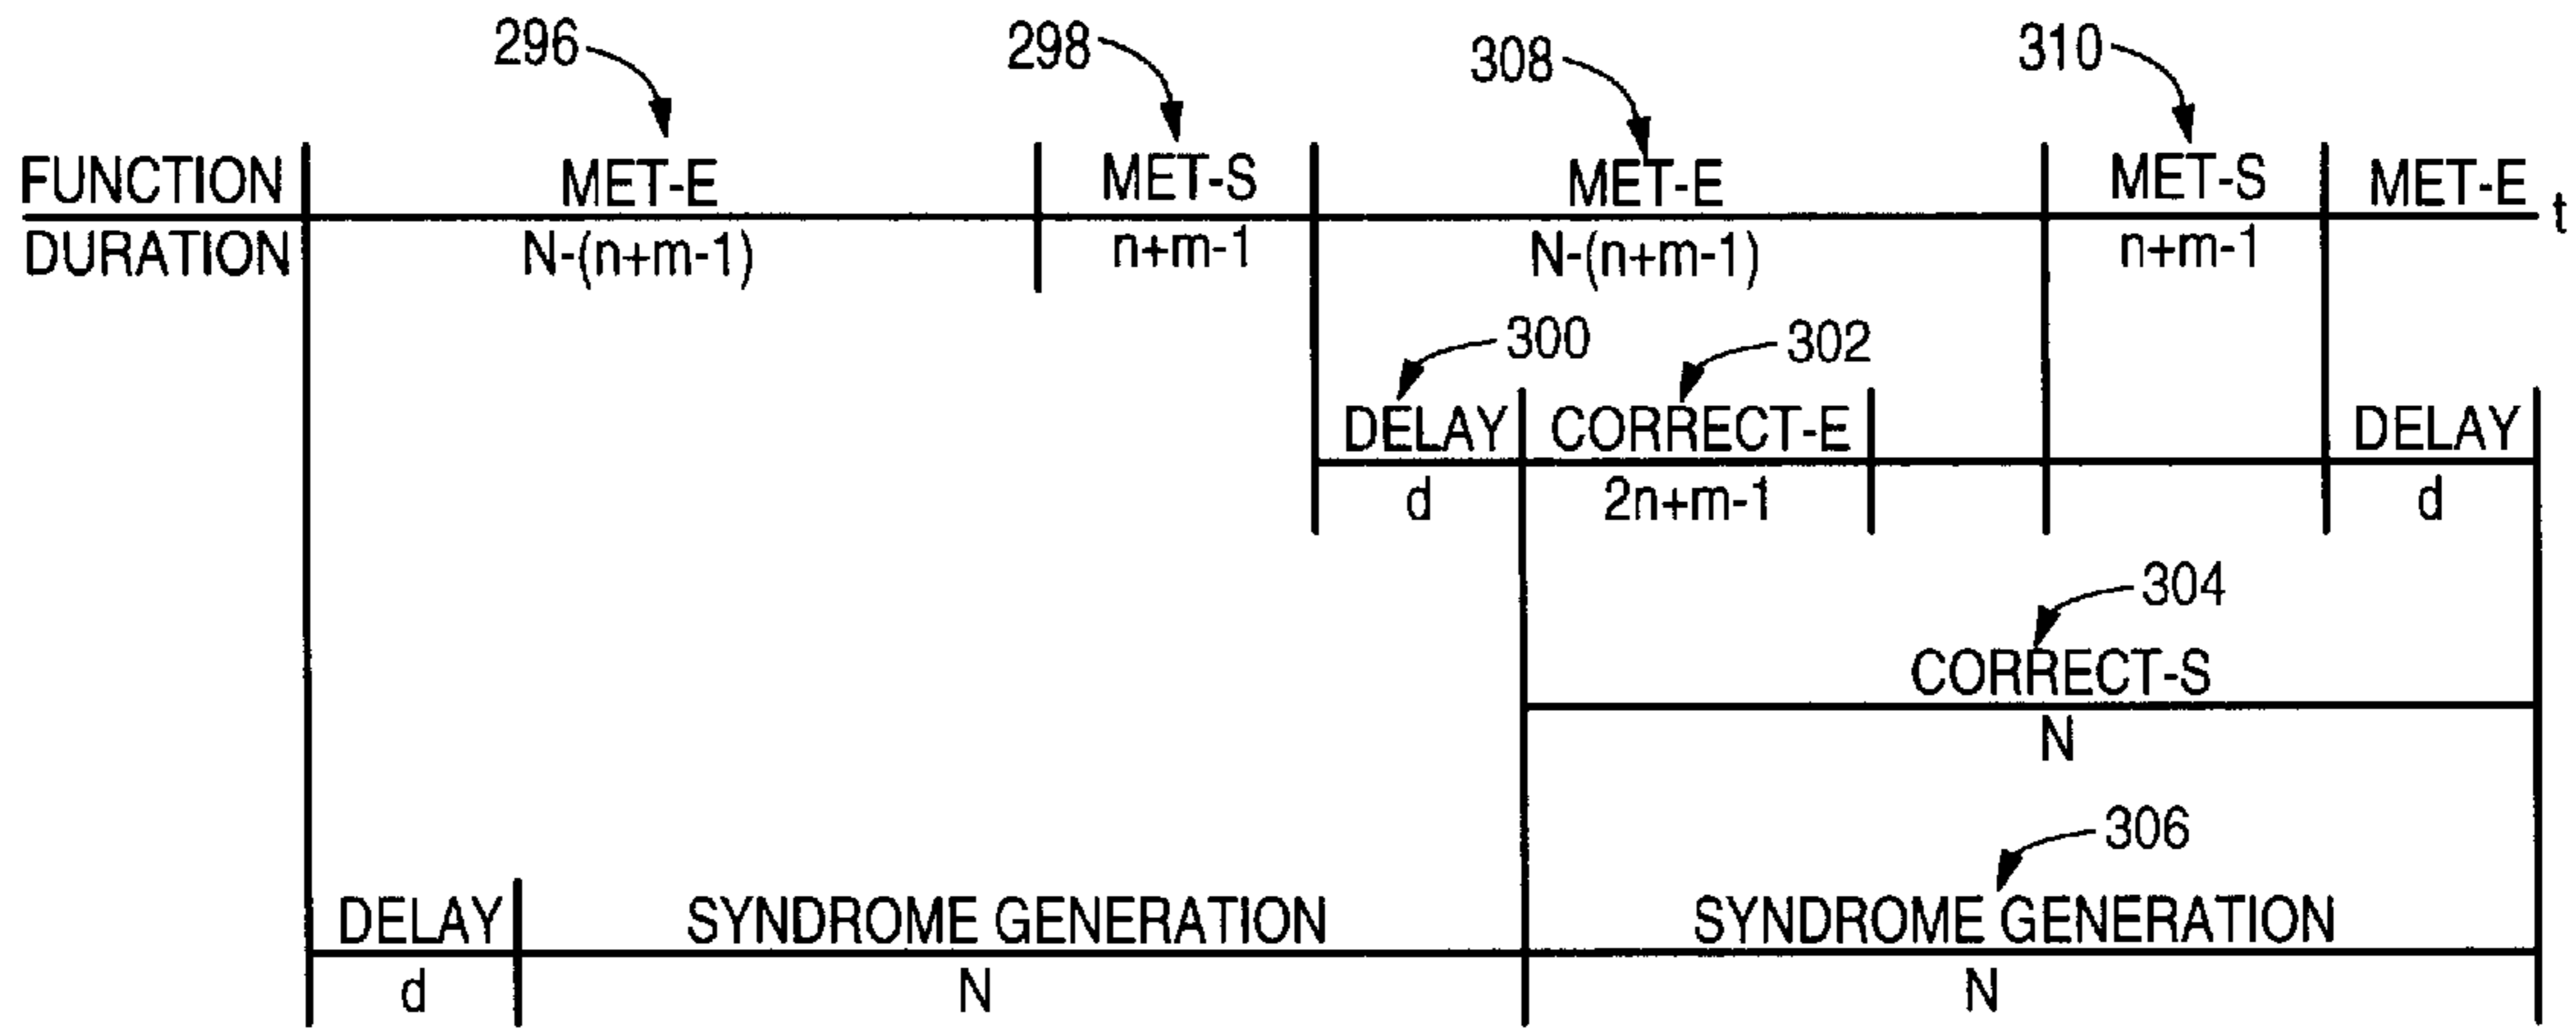 296 298 308 310
FUNCTION MET-E MET-S MET-E MET-S MET-E t
DURATION N-(n+m-1) n+m-1 N-(n+m-1) n+m-1
300 302
DELAY CORRECT-E DELAY
d 2n+m-1 d
304
CORRECT-S
N
306
DELAY SYNDROME GENERATION SYNDROME GENERATION
d N N